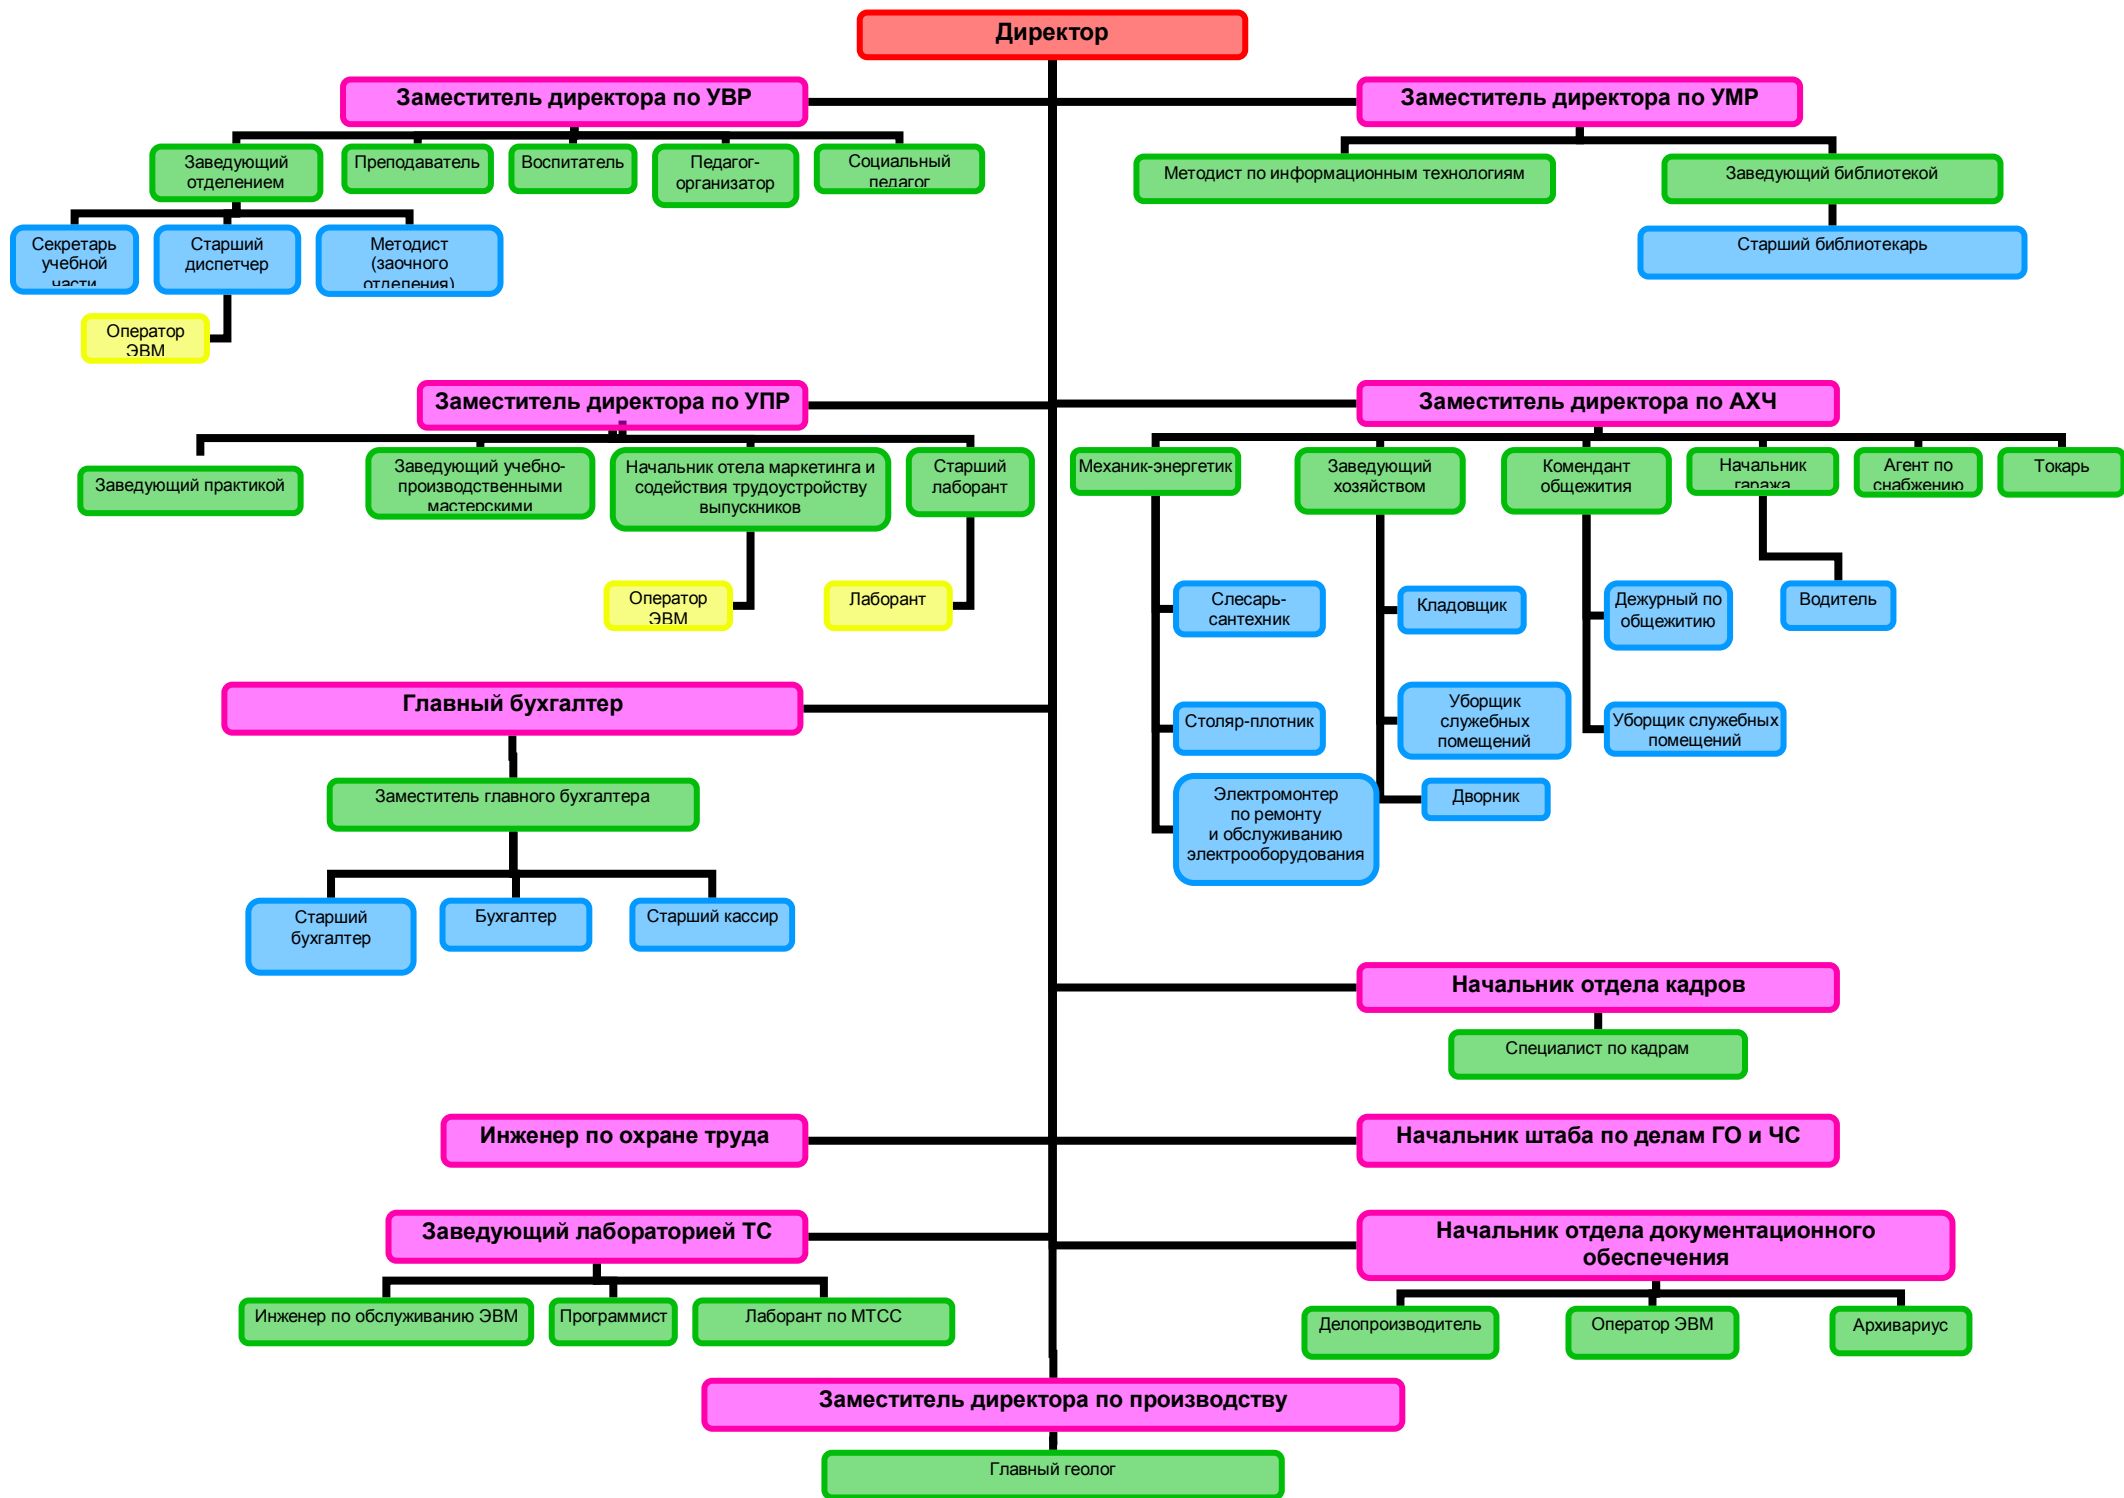 Директор
Заместитель директора по УВР
Заместитель директора по УМР
Заведующий
отделением
Преподаватель
Воспитатель
Педагог-
организатор
Социальный
педагог
Методист по информационным технологиям
Заведующий библиотекой
Секретарь
учебной
части
Старший
диспетчер
Методист
(заочного
отделения)
Старший библиотекарь
Оператор
ЭВМ
Заместитель директора по УПР
Заместитель директора по АХЧ
Заведующий практикой
Заведующий учебно-
производственными
мастерскими
Начальник отела маркетинга и
содействия трудоустройству
выпускников
Старший
лаборант
Механик-энергетик
Заведующий
хозяйством
Комендант
общежития
Начальник
гаража
Агент по
снабжению
Токарь
Оператор
ЭВМ
Лаборант
Слесарь-
сантехник
Кладовщик
Дежурный по
общежитию
Водитель
Главный бухгалтер
Столяр-плотник
Уборщик
служебных
помещений
Уборщик служебных
помещений
Заместитель главного бухгалтера
Электромонтер
по ремонту
и обслуживанию
электрооборудования
Дворник
Старший
бухгалтер
Бухгалтер
Старший кассир
Начальник отдела кадров
Специалист по кадрам
Инженер по охране труда
Начальник штаба по делам ГО и ЧС
Заведующий лабораторией ТС
Начальник отдела документационного
обеспечения
Инженер по обслуживанию ЭВМ
Программист
Лаборант по МТСС
Делопроизводитель
Оператор ЭВМ
Архивариус
Заместитель директора по производству
Главный геолог